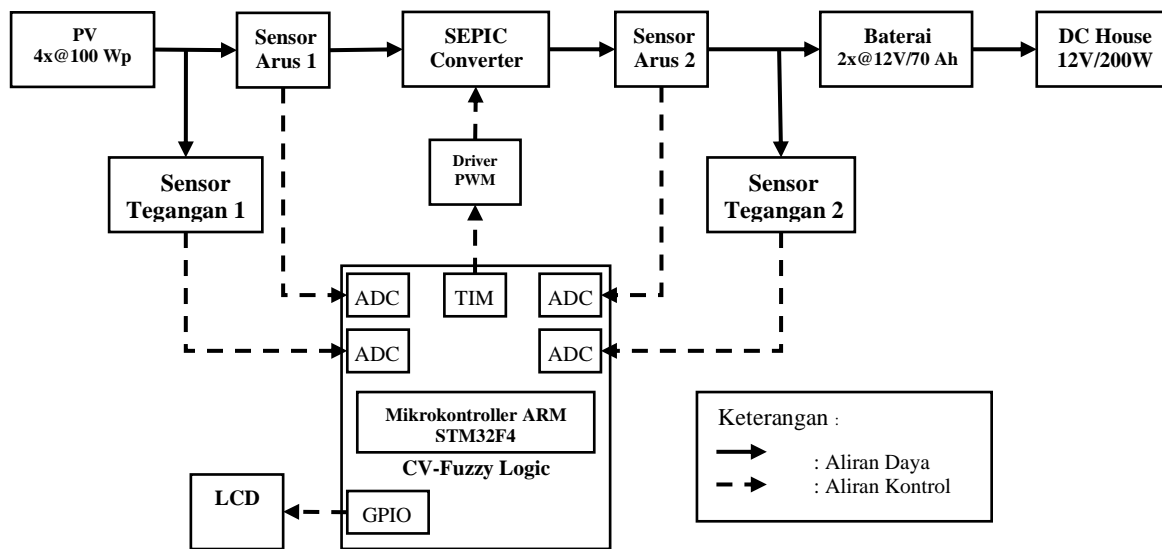 PV
4x@100 Wp
Sensor
Arus 1
SEPIC
Converter
Sensor
Arus 2
Baterai
2x@12V/70 Ah
DC House
12V/200W
Sensor
Tegangan 1
Driver
PWM
Sensor
Tegangan 2
ADC
TIM
ADC
ADC
ADC
Mikrokontroller ARM
STM32F4
CV-Fuzzy Logic
LCD
GPIO
Keterangan :
: Aliran Daya
: Aliran Kontrol